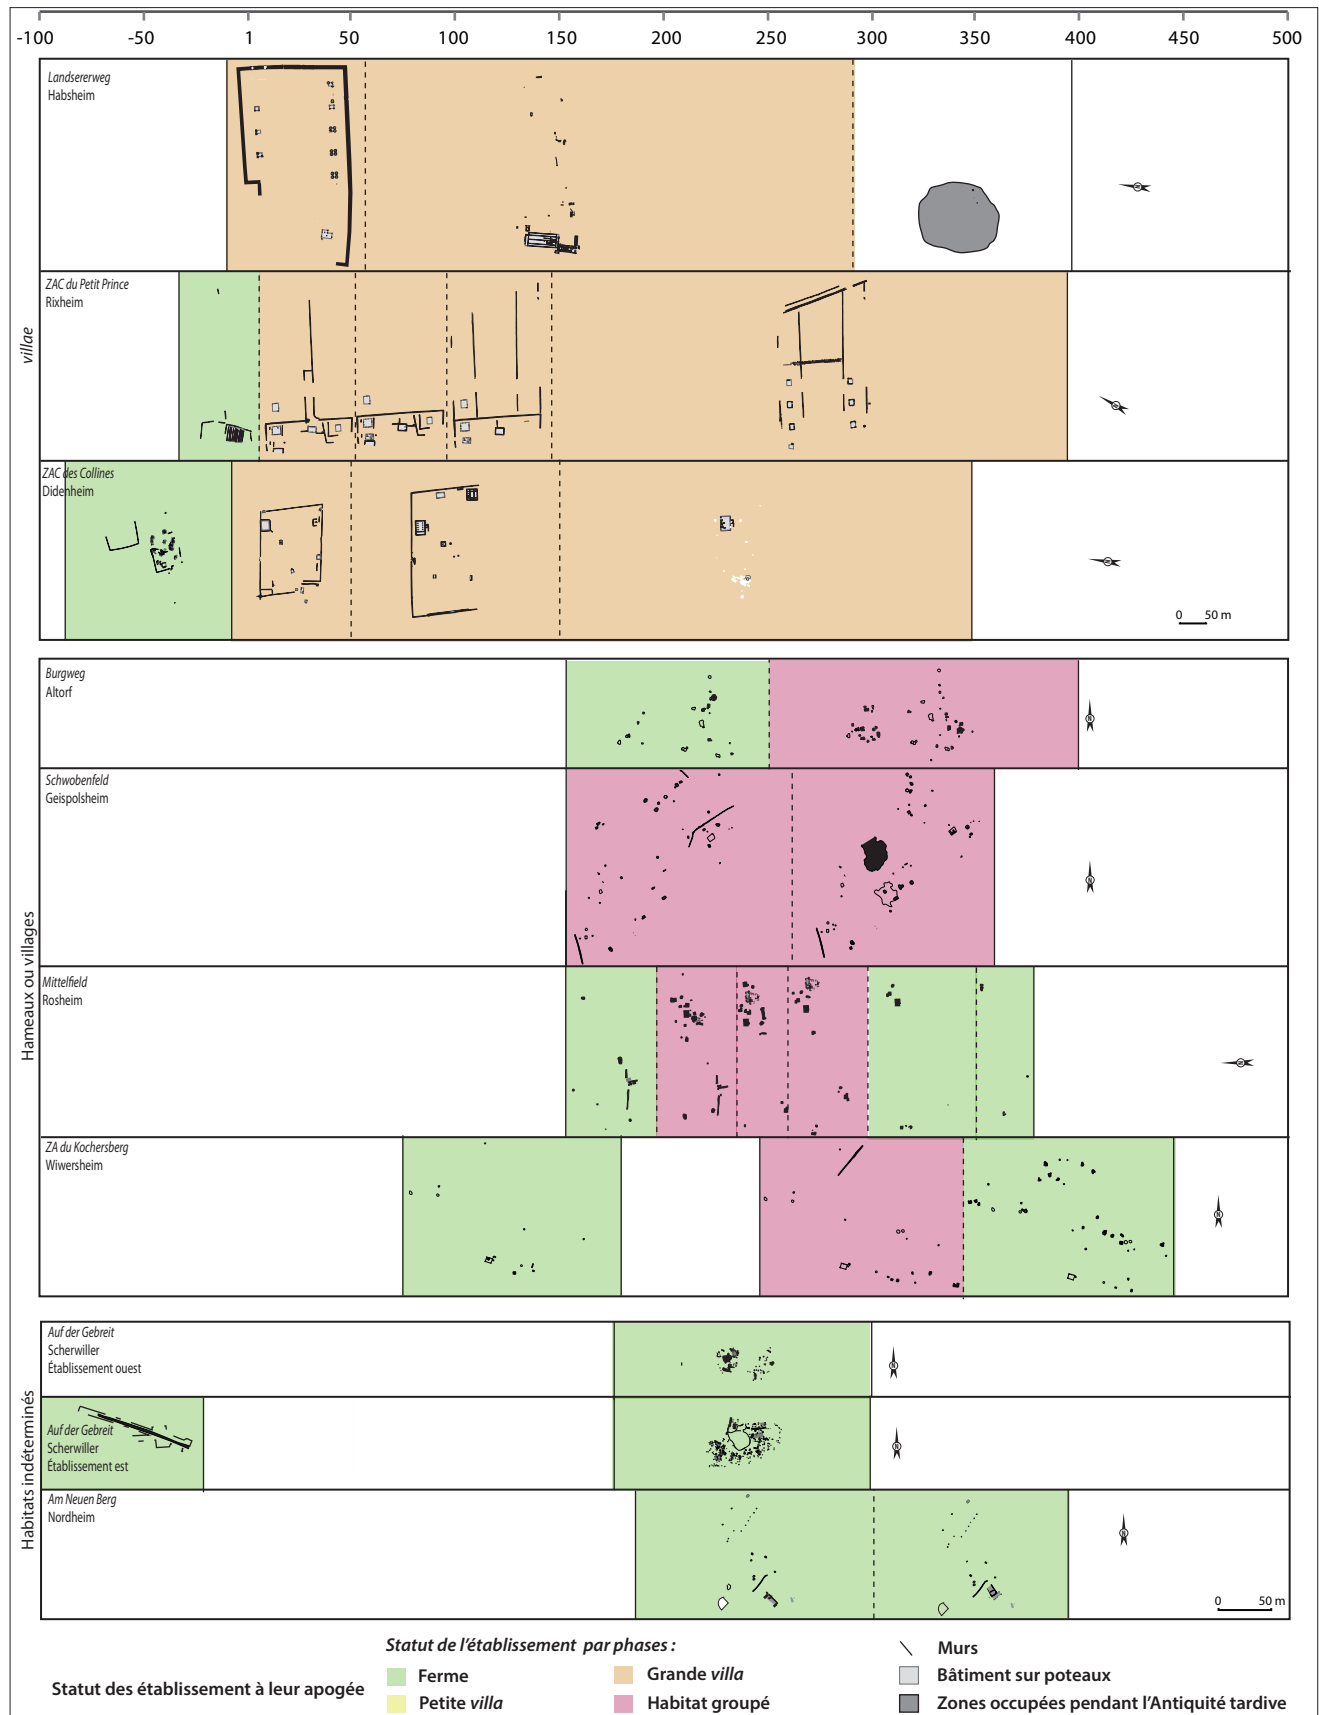 -100 -50 1 50 100 150 200 250 300 350 400 450 500
villae
Landsererweg
Habsheim
N
ZAC du Petit Prince
Rixheim
N
ZAC des Collines
Didenheim
N
0 50 m
Hameaux ou villages
Burgweg
Altorf
N
Schwobenfeld
Geispolsheim
N
Mittelfield
Rosheim
N
ZA du Kochersberg
Wiwersheim
N
Habitats indéterminés
Auf der Gebreit
Scherwiller
Établissement ouest
N
Auf der Gebreit
Scherwiller
Établissement est
N
Am Neuen Berg
Nordheim
N
0 50 m
Statut des établissement à leur apogée
Statut de l'établissement par phases :
Ferme
Petite villa
Grande villa
Habitat groupé
Murs
Bâtiment sur poteaux
Zones occupées pendant l'Antiquité tardive